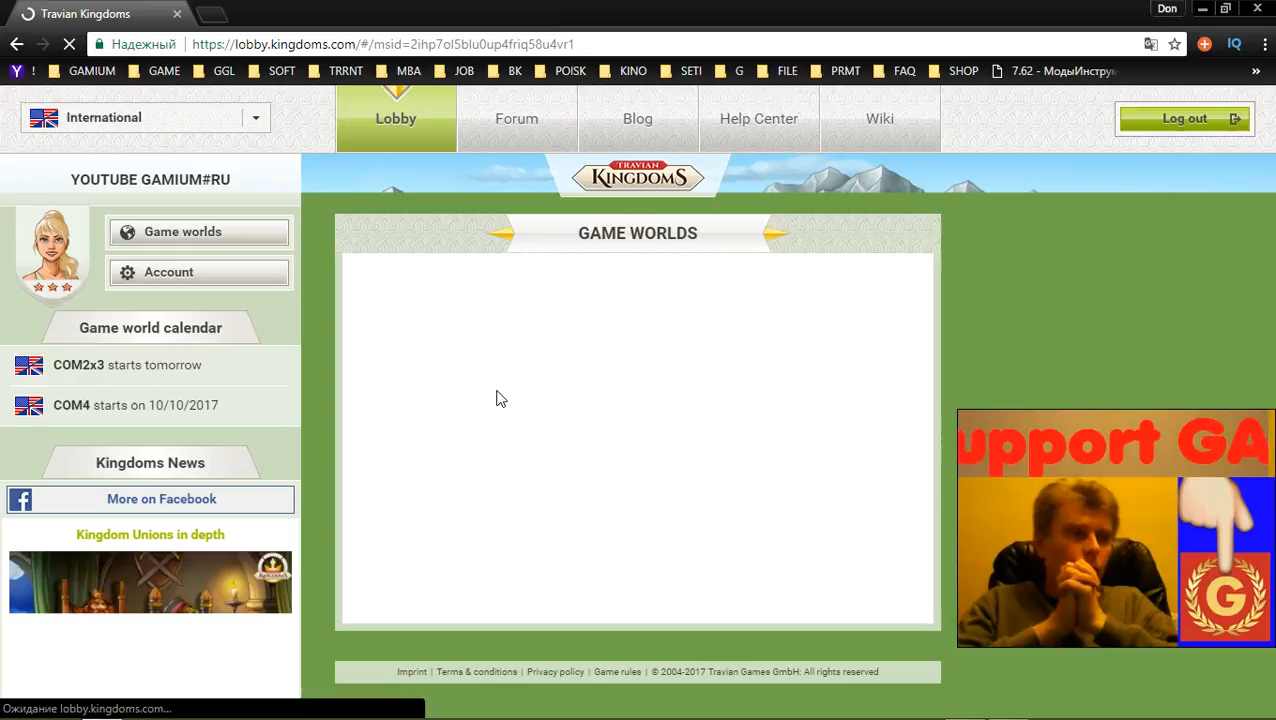 Travian Kingdoms
Don
Надежный
https://lobby.kingdoms.com/#/msid=2ihp7ol5blu0up4friq58u4vr1
IQ
Y ! GAMIUM GAME GGL SOFT TRRNT MBA JOB BK POISK KINO SETI G FILE PRMT FAQ SHOP 7.62 - МодыИнструм »
International
Lobby
Forum
Blog
Help Center
Wiki
Log out
YOUTUBE GAMIUM#RU
TRAVIAN
KINGDOMS
Game worlds
Account
GAME WORLDS
Game world calendar
COM2x3 starts tomorrow
COM4 starts on 10/10/2017
Kingdoms News
More on Facebook
Kingdom Unions in depth
upport GA
G
Imprint | Terms & conditions | Privacy policy | Game rules | © 2004-2017 Travian Games GmbH: All rights reserved
Ожидание lobby.kingdoms.com...